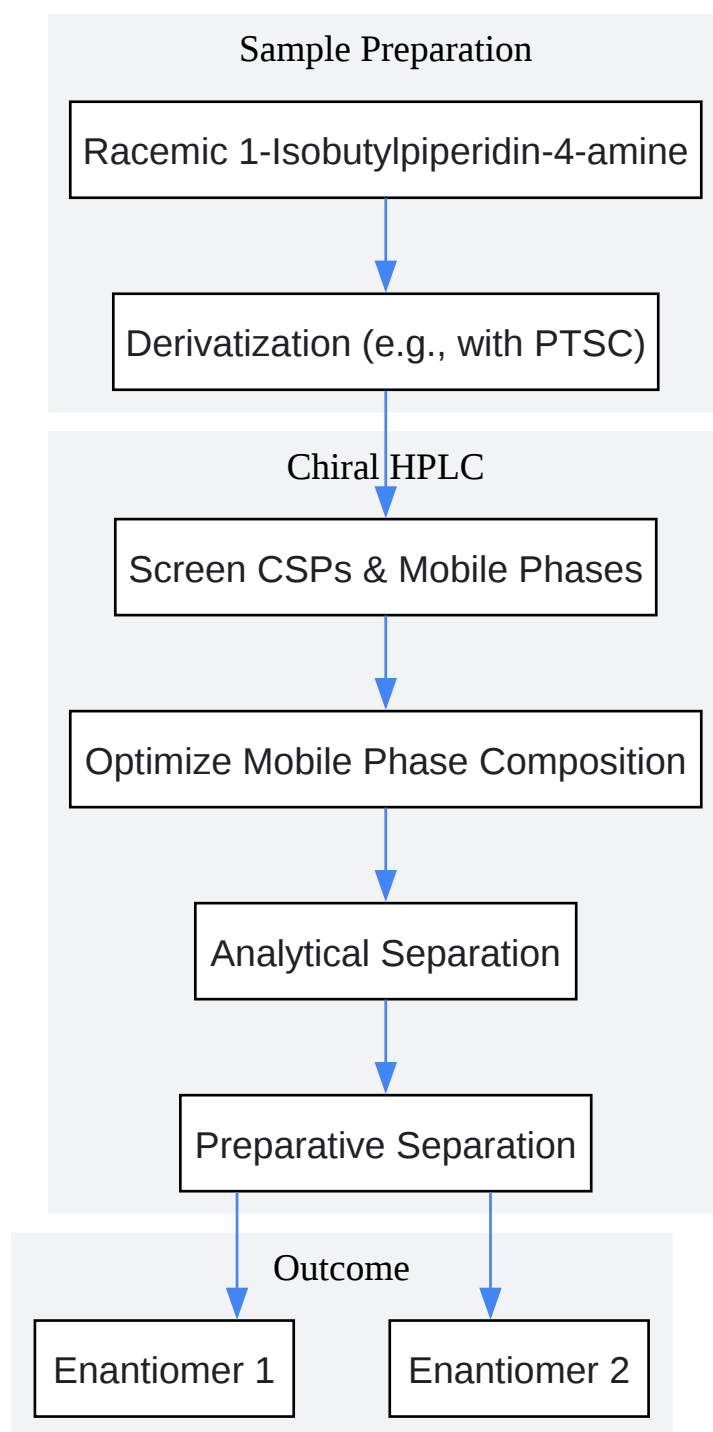 Sample Preparation
Racemic 1-Isobutylpiperidin-4-amine
Derivatization (e.g., with PTSC)
Chiral HPLC
Screen CSPs & Mobile Phases
Optimize Mobile Phase Composition
Analytical Separation
Preparative Separation
Outcome
Enantiomer 1
Enantiomer 2